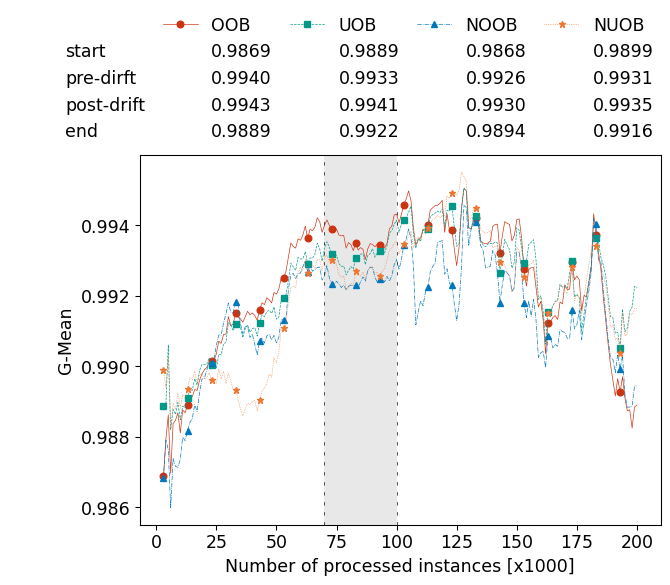 OOB UOB NOOB NUOB
start 0.9869 0.9889 0.9868 0.9899
pre-dirft 0.9940 0.9933 0.9926 0.9931
post-drift 0.9943 0.9941 0.9930 0.9935
end 0.9889 0.9922 0.9894 0.9916
0.994
0.992
0.990
0.988
0.986
G-Mean
0 25 50 75 100 125 150 175 200
Number of processed instances [x1000]